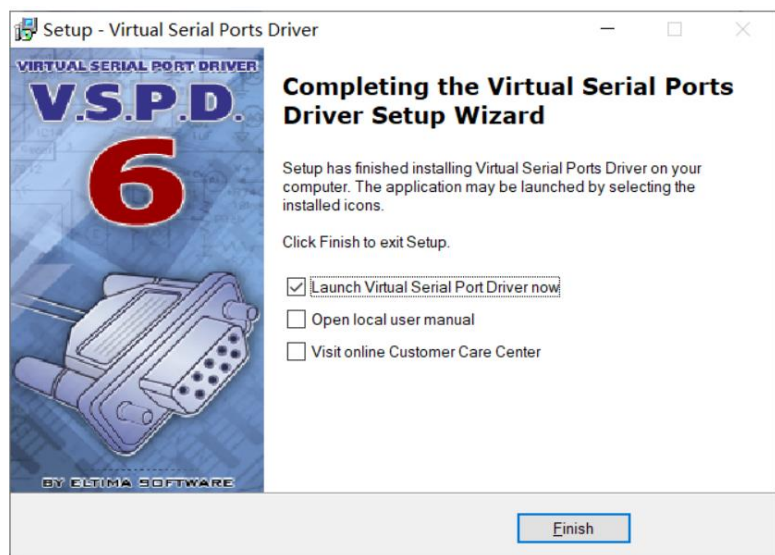 Setup - Virtual Serial Ports Driver
VIRTUAL SERIAL PORT DRIVER
V.S.P.D.
6
BY ELTIMA SOFTWARE
Completing the Virtual Serial Ports
Driver Setup Wizard
Setup has finished installing Virtual Serial Ports Driver on your
computer. The application may be launched by selecting the
installed icons.
Click Finish to exit Setup.
Launch Virtual Serial Port Driver now
Open local user manual
Visit online Customer Care Center
Finish